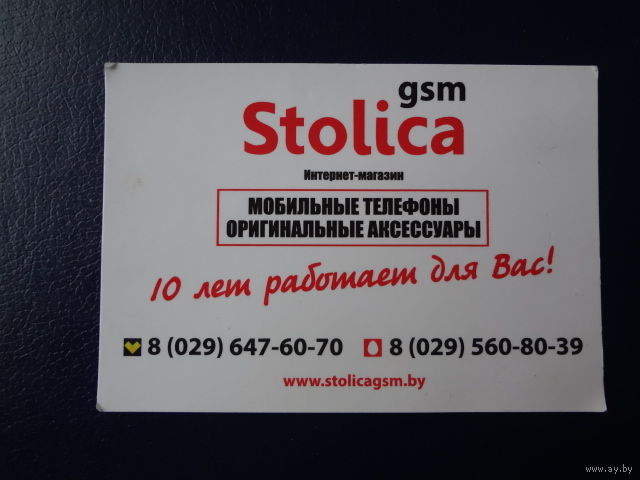 gsm
Stolica
Интернет-магазин
МОБИЛЬНЫЕ ТЕЛЕФОНЫ
ОРИГИНАЛЬНЫЕ АКСЕССУАРЫ
10 лет работает для Вас!
8 (029) 647-60-70 8 (029) 560-80-39
www.stolicagsm.by
www.ay.by